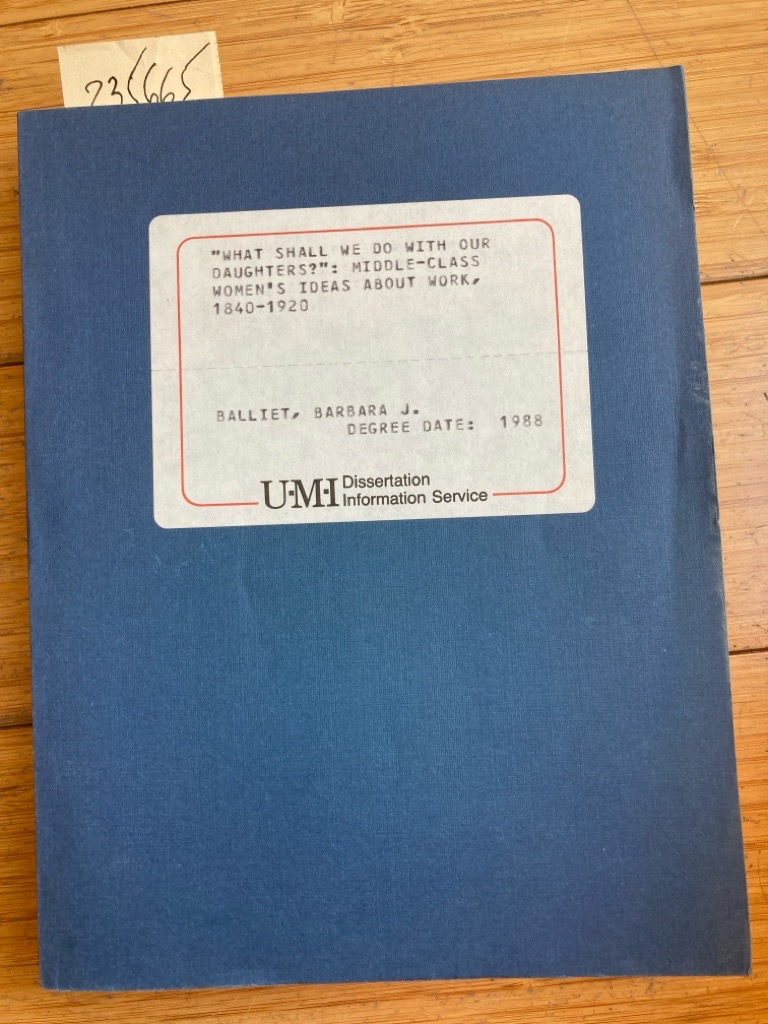 235665
"WHAT SHALL WE DO WITH OUR
DAUGHTERS?": MIDDLE-CLASS
WOMEN'S IDEAS ABOUT WORK,
1840-1920
BALLIET, BARBARA J.
DEGREE DATE: 1988
U·M·I Dissertation
Information Service